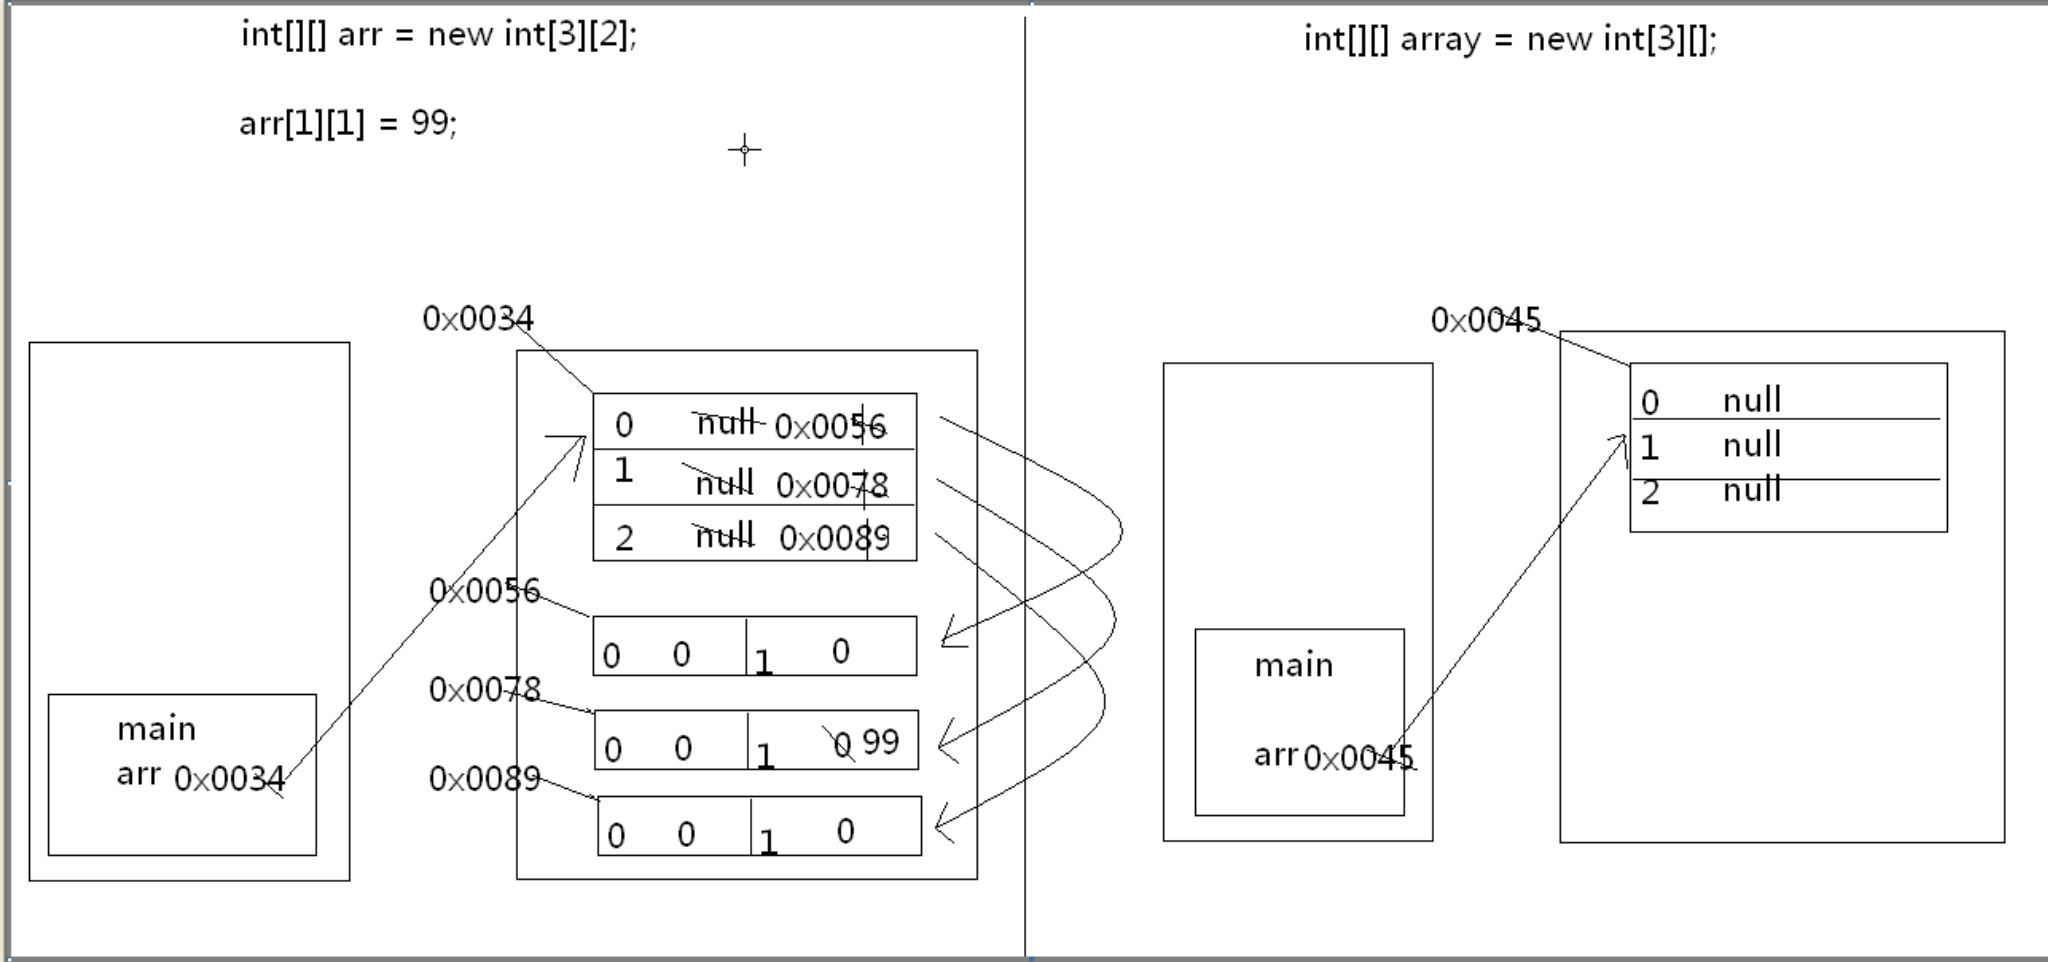 int[][] arr = new int[3][2];
arr[1][1] = 99;
0x0034
0 null 0x0056
1 null 0x0078
2 null 0x0089
0x0056
0 0 1 0
0x0078
0 0 1 0 99
0x0089
0 0 1 0
main
arr 0x0034
int[][] array = new int[3][];
0x0045
0 null
1 null
2 null
main
arr 0x0045